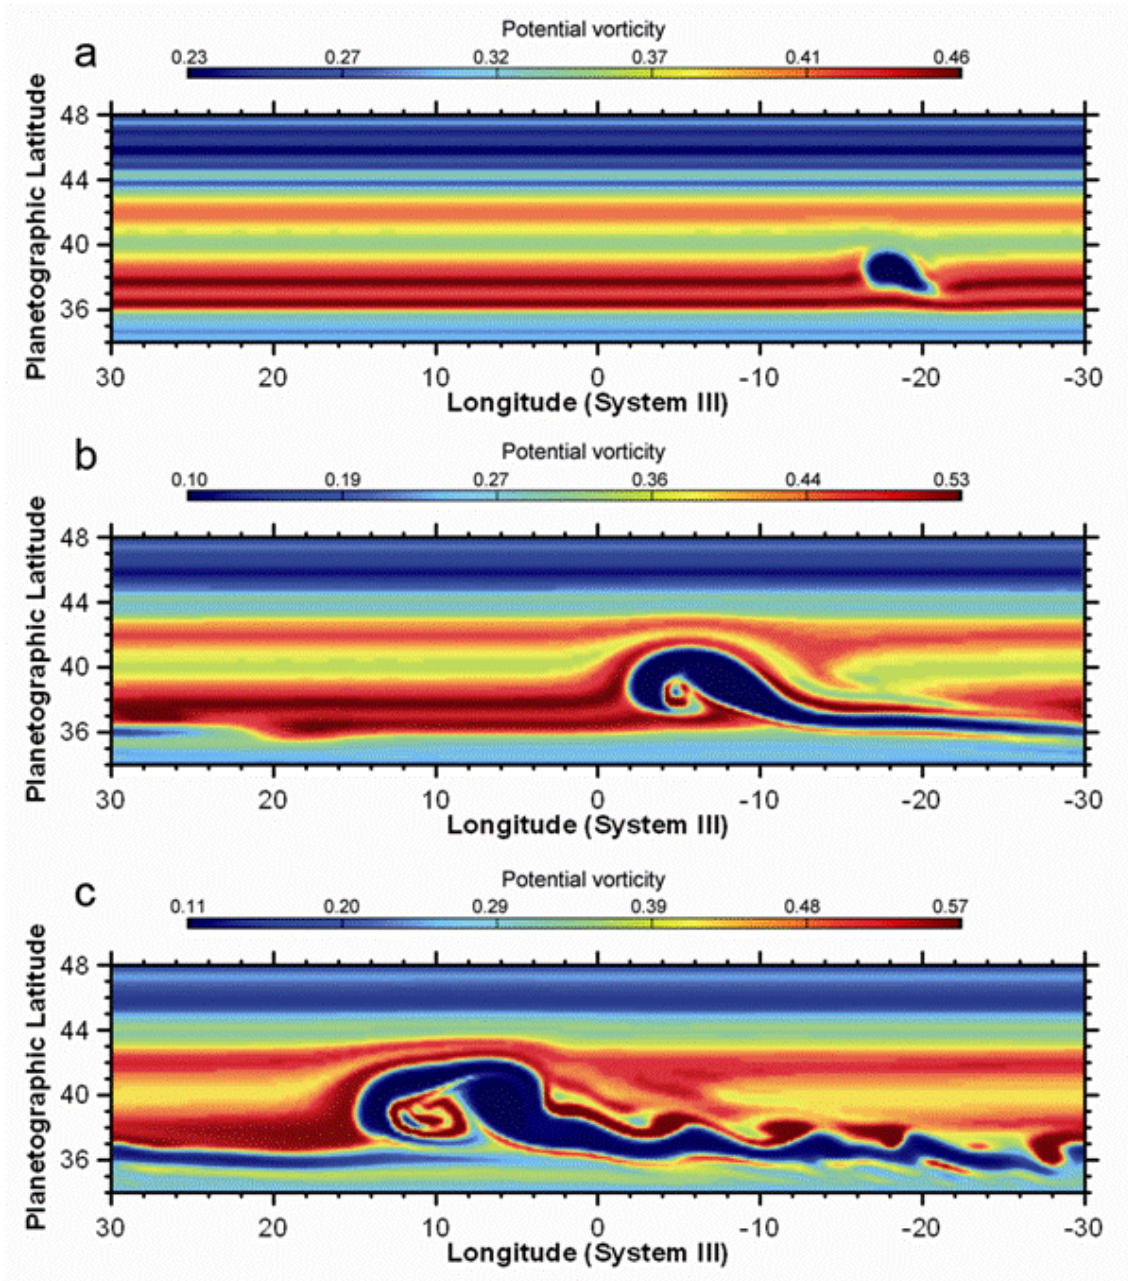 a
Potential vorticity
0.23 0.27 0.32 0.37 0.41 0.46
Planetographic Latitude
48
44
40
36
30 20 10 0 -10 -20 -30
Longitude (System III)
b
Potential vorticity
0.10 0.19 0.27 0.36 0.44 0.53
Planetographic Latitude
48
44
40
36
30 20 10 0 -10 -20 -30
Longitude (System III)
c
Potential vorticity
0.11 0.20 0.29 0.39 0.48 0.57
Planetographic Latitude
48
44
40
36
30 20 10 0 -10 -20 -30
Longitude (System III)